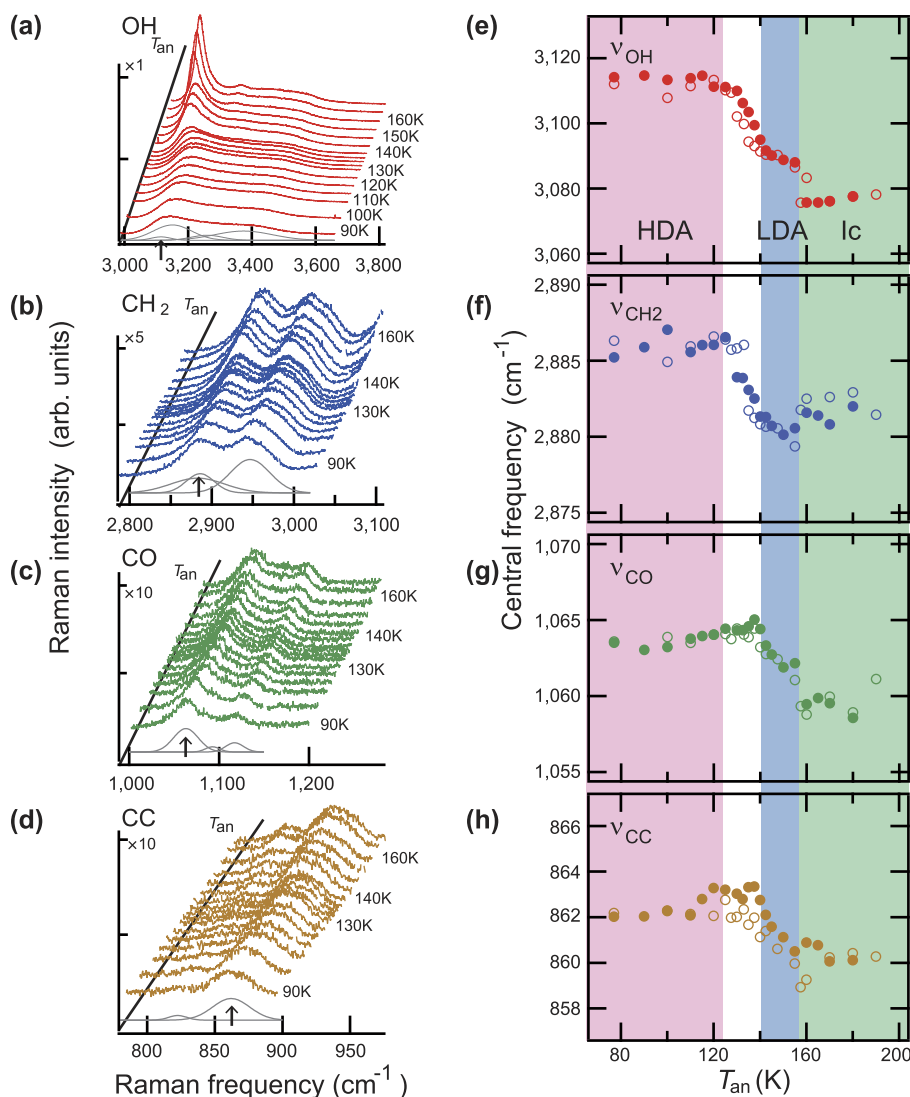 (a)
OH
Tan
×1
160K
150K
130K
120K
110K
100K
90K
3,000 3,200 3,400 3,600 3,800
(b)
CH 2
Tan
×5
160K
140K
130K
90K
2,800 2,900 3,000 3,100
(c)
CO
Tan
×10
160K
140K
130K
90K
1,000 1,100 1,200
(d)
CC
Tan
×10
160K
140K
130K
90K
800 850 900 950
Raman intensity (arb. units)
Raman frequency (cm-1)
(e)
νOH
3,120
3,100
3,080
3,060
HDA LDA Ic
(f)
νCH2
2,890
2,885
2,880
2,875
(g)
νCO
1,070
1,065
1,060
1,055
(h)
νCC
866
864
862
860
858
80 120 160 200
Central frequency (cm-1)
Tan (K)